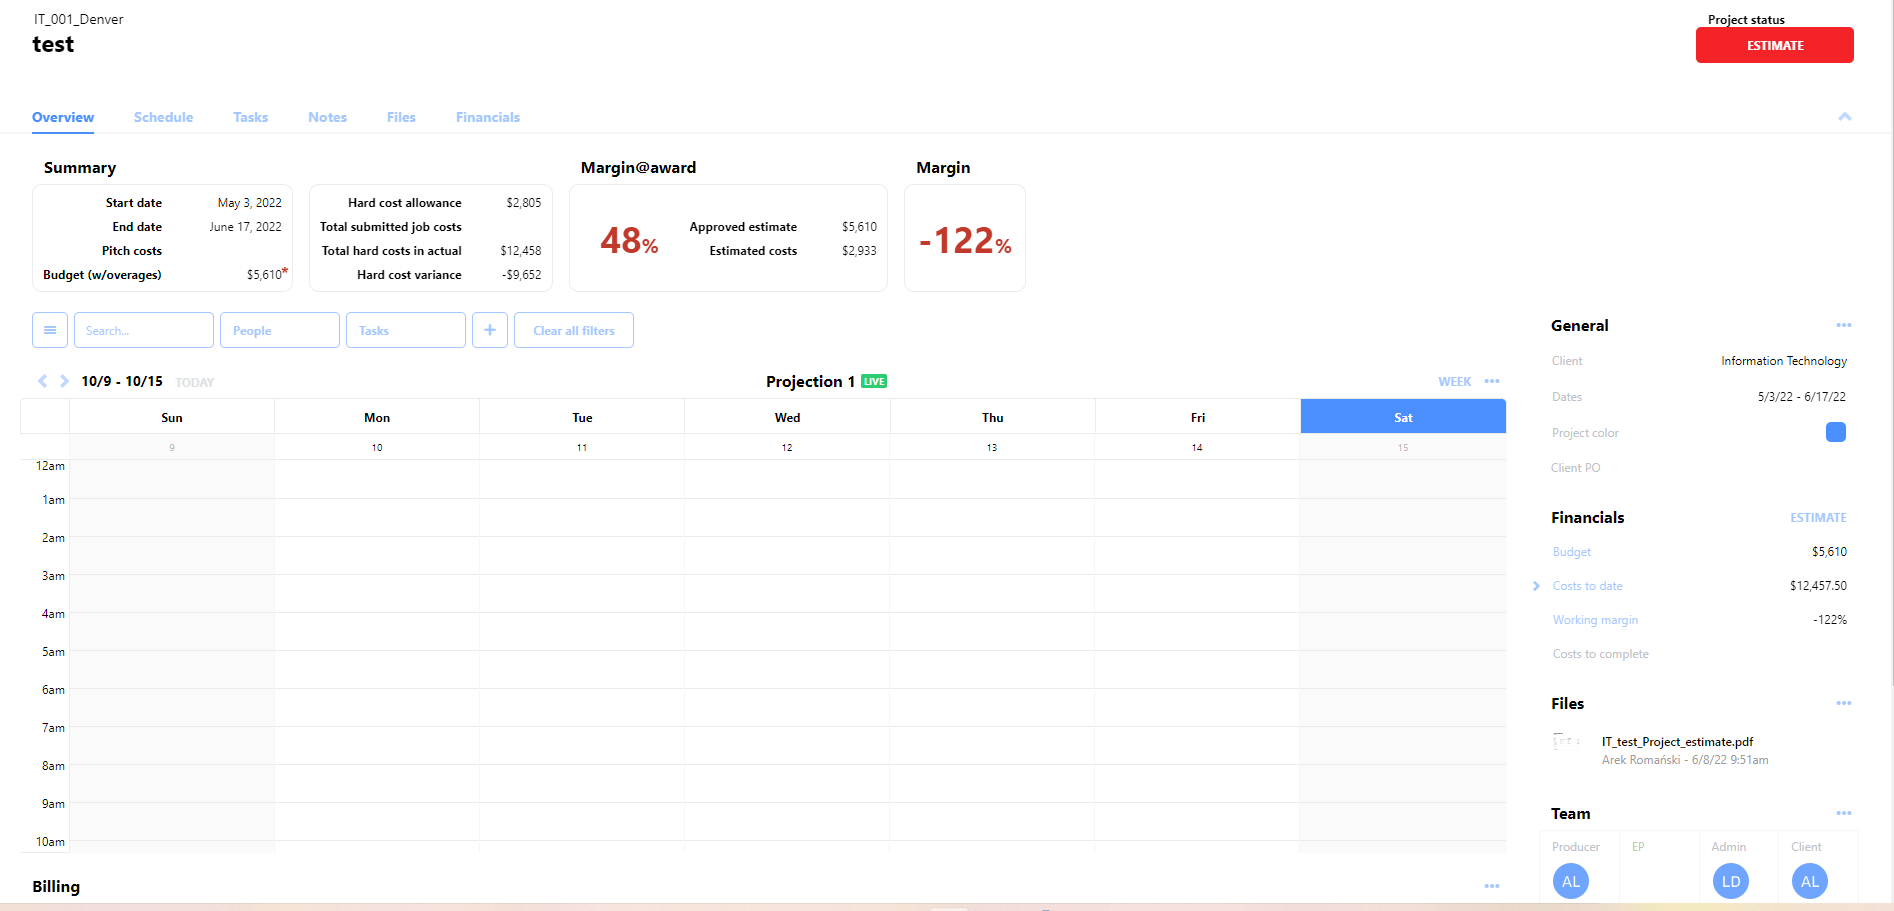 IT_001_Denver
test
Project status
ESTIMATE
Overview Schedule Tasks Notes Files Financials
Summary
Start date May 3, 2022
End date June 17, 2022
Pitch costs
Budget (w/overages) $5,610*
Hard cost allowance $2,805
Total submitted job costs
Total hard costs in actual $12,458
Hard cost variance -$9,652
Margin@award
48%
Approved estimate $5,610
Estimated costs $2,933
Margin
-122%
Search... People Tasks + Clear all filters
10/9 - 10/15 TODAY Projection 1 LIVE WEEK
Sun Mon Tue Wed Thu Fri Sat
9 10 11 12 13 14 15
12am
1am
2am
3am
4am
5am
6am
7am
8am
9am
10am
Billing
General
Client Information Technology
Dates 5/3/22 - 6/17/22
Project color
Client PO
Financials ESTIMATE
Budget $5,610
Costs to date $12,457.50
Working margin -122%
Costs to complete
Files
IT_test_Project_estimate.pdf
Arek Romański - 6/8/22 9:51am
Team
Producer EP Admin Client
AL LD AL